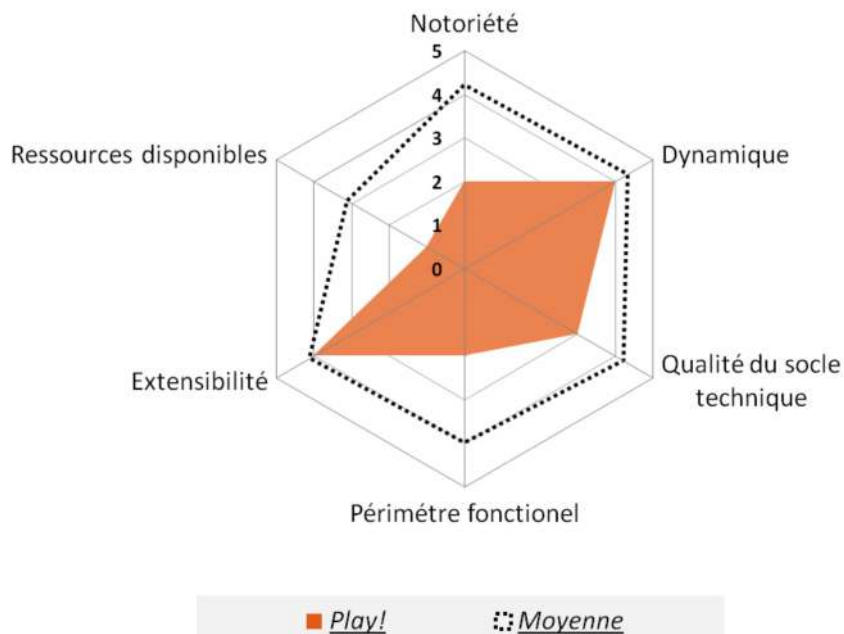 Notoriété
5
4
3
2
1
0
Ressources disponibles
Dynamique
Extensibilité
Qualité du socle
technique
Périmétre fonctionel
Play! Moyenne